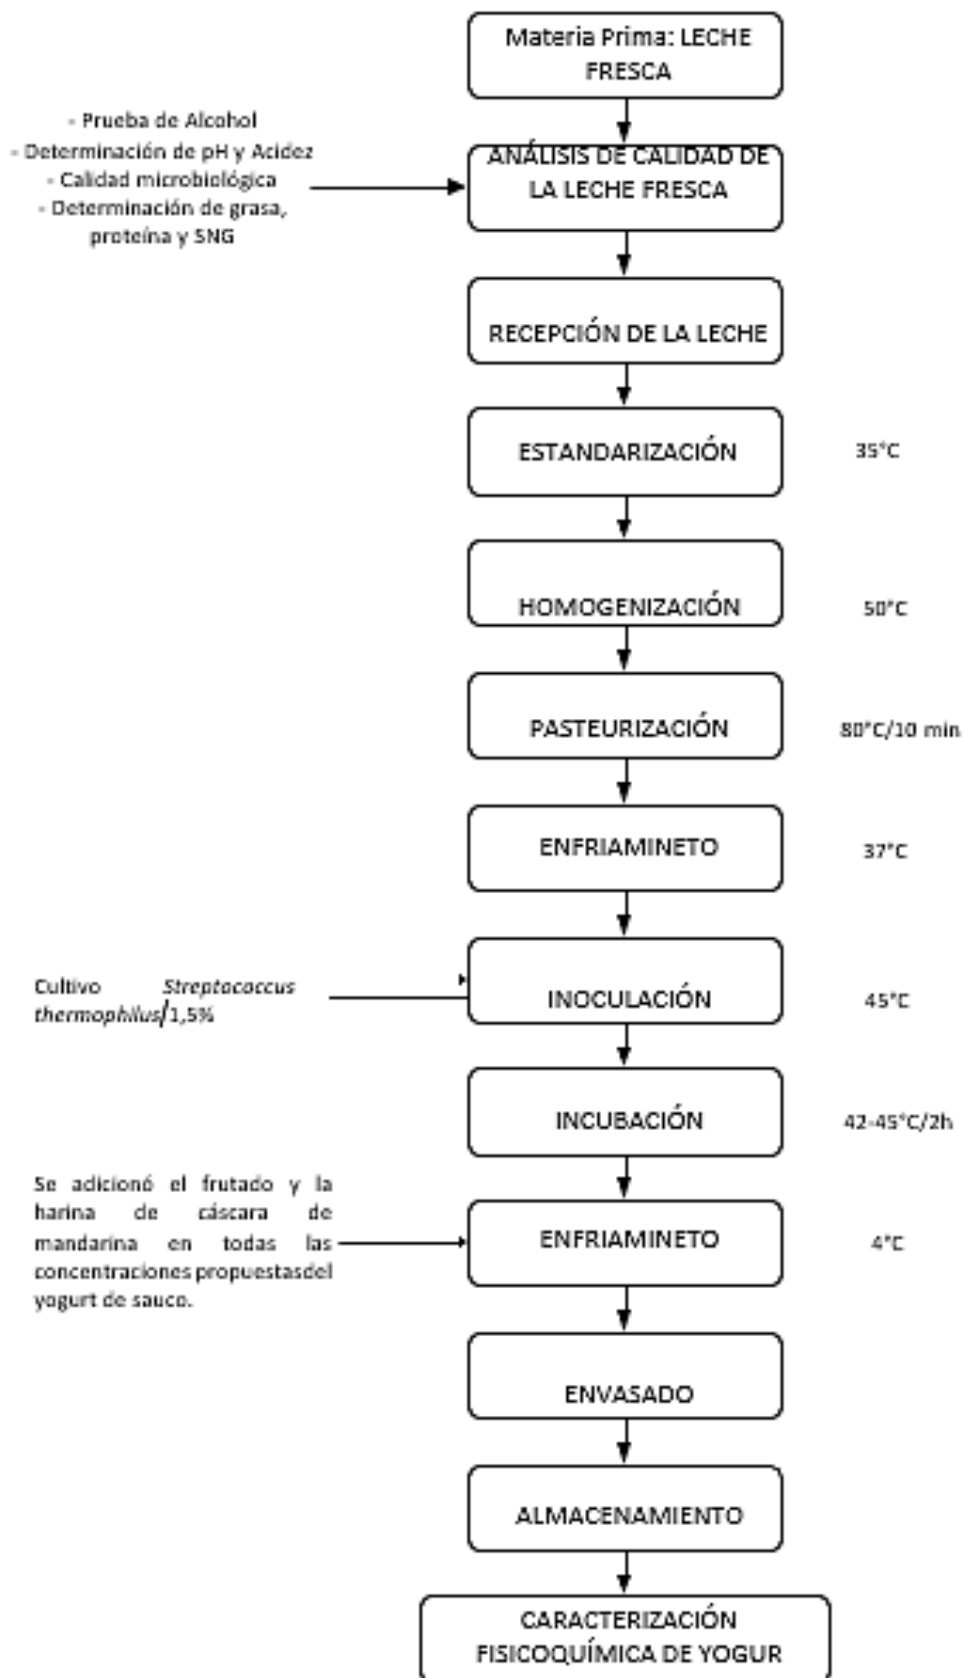 Materia Prima: LECHE
FRESCA
- Prueba de Alcohol
- Determinación de pH y Acidez
- Calidad microbiológica
- Determinación de grasa,
proteína y SNG
ANÁLISIS DE CALIDAD DE
LA LECHE FRESCA
RECEPCIÓN DE LA LECHE
ESTANDARIZACIÓN
35°C
HOMOGENIZACIÓN
50°C
PASTEURIZACIÓN
80°C/10 min
ENFRIAMINETO
37°C
Cultivo Streptococcus
thermophilus/1,5%
INOCULACIÓN
45°C
INCUBACIÓN
42-45°C/2h
Se adicionó el frutado y la
harina de cáscara de
mandarina en todas las
concentraciones propuestasdel
yogurt de sauco.
ENFRIAMINETO
4°C
ENVASADO
ALMACENAMIENTO
CARACTERIZACIÓN
FISICOQUÍMICA DE YOGUR